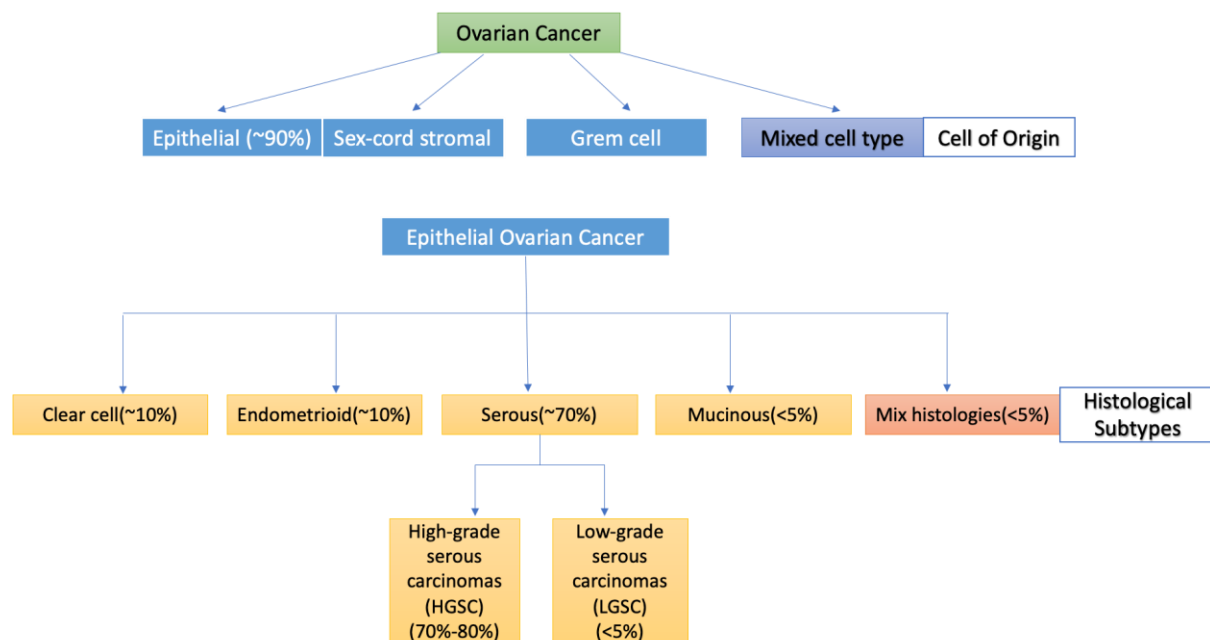 Ovarian Cancer
Epithelial (~90%)
Sex-cord stromal
Grem cell
Mixed cell type
Cell of Origin
Epithelial Ovarian Cancer
Clear cell(~10%)
Endometrioid(~10%)
Serous(~70%)
Mucinous(<5%)
Mix histologies(<5%)
Histological
Subtypes
High-grade
serous
carcinomas
(HGSC)
(70%-80%)
Low-grade
serous
carcinomas
(LGSC)
(<5%)